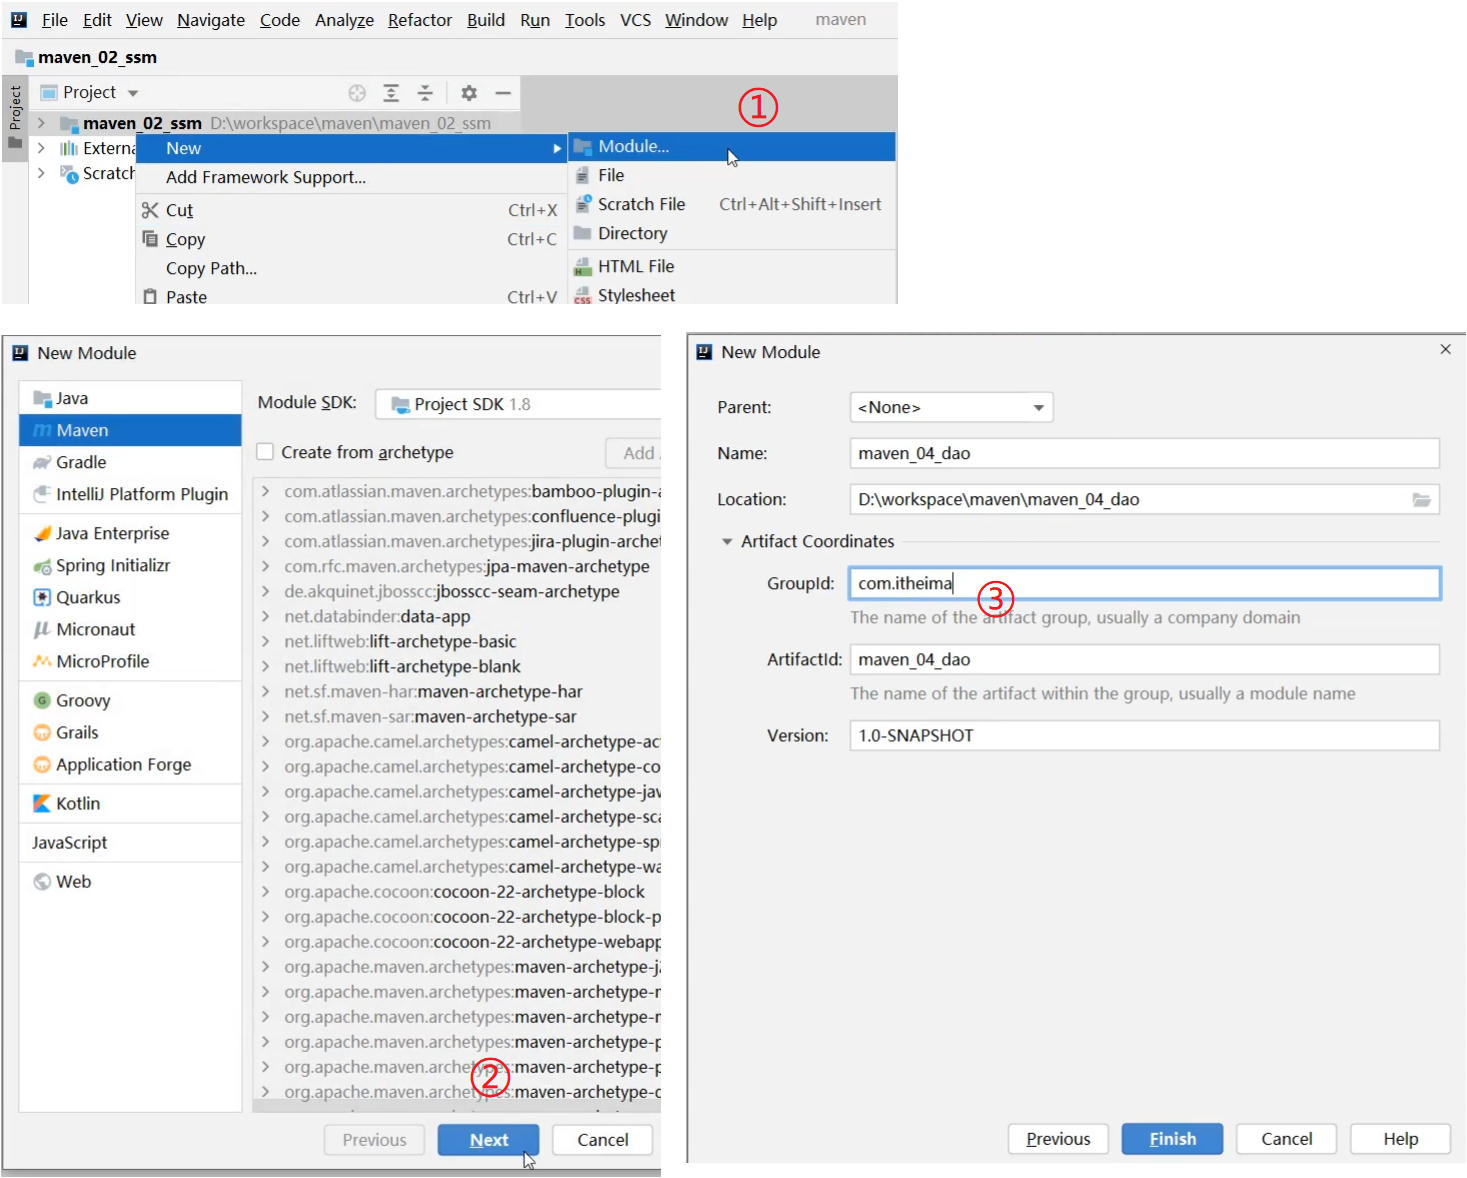 File Edit View Navigate Code Analyze Refactor Build Run Tools VCS Window Help maven
maven_02_ssm
Project
Project
maven_02_ssm D:\workspace\maven\maven_02_ssm
Externa
Scratch
New
Add Framework Support...
Cut Ctrl+X
Copy Ctrl+C
Copy Path...
Paste Ctrl+V
①
Module...
File
Scratch File Ctrl+Alt+Shift+Insert
Directory
HTML File
Stylesheet
New Module
Java
Maven
Gradle
IntelliJ Platform Plugin
Java Enterprise
Spring Initializr
Quarkus
Micronaut
MicroProfile
Groovy
Grails
Application Forge
Kotlin
JavaScript
Web
Module SDK: Project SDK 1.8
Create from archetype Add
com.atlassian.maven.archetypes:bamboo-plugin-a
com.atlassian.maven.archetypes:confluence-plugi
com.atlassian.maven.archetypes:jira-plugin-archet
com.rfc.maven.archetypes:jpa-maven-archetype
de.akquinet.jbosscc:jbosscc-seam-archetype
net.databinder:data-app
net.liftweb:lift-archetype-basic
net.liftweb:lift-archetype-blank
net.sf.maven-har:maven-archetype-har
net.sf.maven-sar:maven-archetype-sar
org.apache.camel.archetypes:camel-archetype-ac
org.apache.camel.archetypes:camel-archetype-co
org.apache.camel.archetypes:camel-archetype-jav
org.apache.camel.archetypes:camel-archetype-sca
org.apache.camel.archetypes:camel-archetype-spr
org.apache.camel.archetypes:camel-archetype-wa
org.apache.cocoon:cocoon-22-archetype-block
org.apache.cocoon:cocoon-22-archetype-block-p
org.apache.cocoon:cocoon-22-archetype-webapp
org.apache.maven.archetypes:maven-archetype-j2
org.apache.maven.archetypes:maven-archetype-m
org.apache.maven.archetypes:maven-archetype-m
org.apache.maven.archetypes:maven-archetype-p
org.apache.maven.archetypes:maven-archetype-p
org.apache.maven.archetypes:maven-archetype-q
②
Previous Next Cancel
New Module
Parent: <None>
Name: maven_04_dao
Location: D:\workspace\maven\maven_04_dao
Artifact Coordinates
GroupId: com.itheima
③
The name of the artifact group, usually a company domain
ArtifactId: maven_04_dao
The name of the artifact within the group, usually a module name
Version: 1.0-SNAPSHOT
Previous Finish Cancel Help